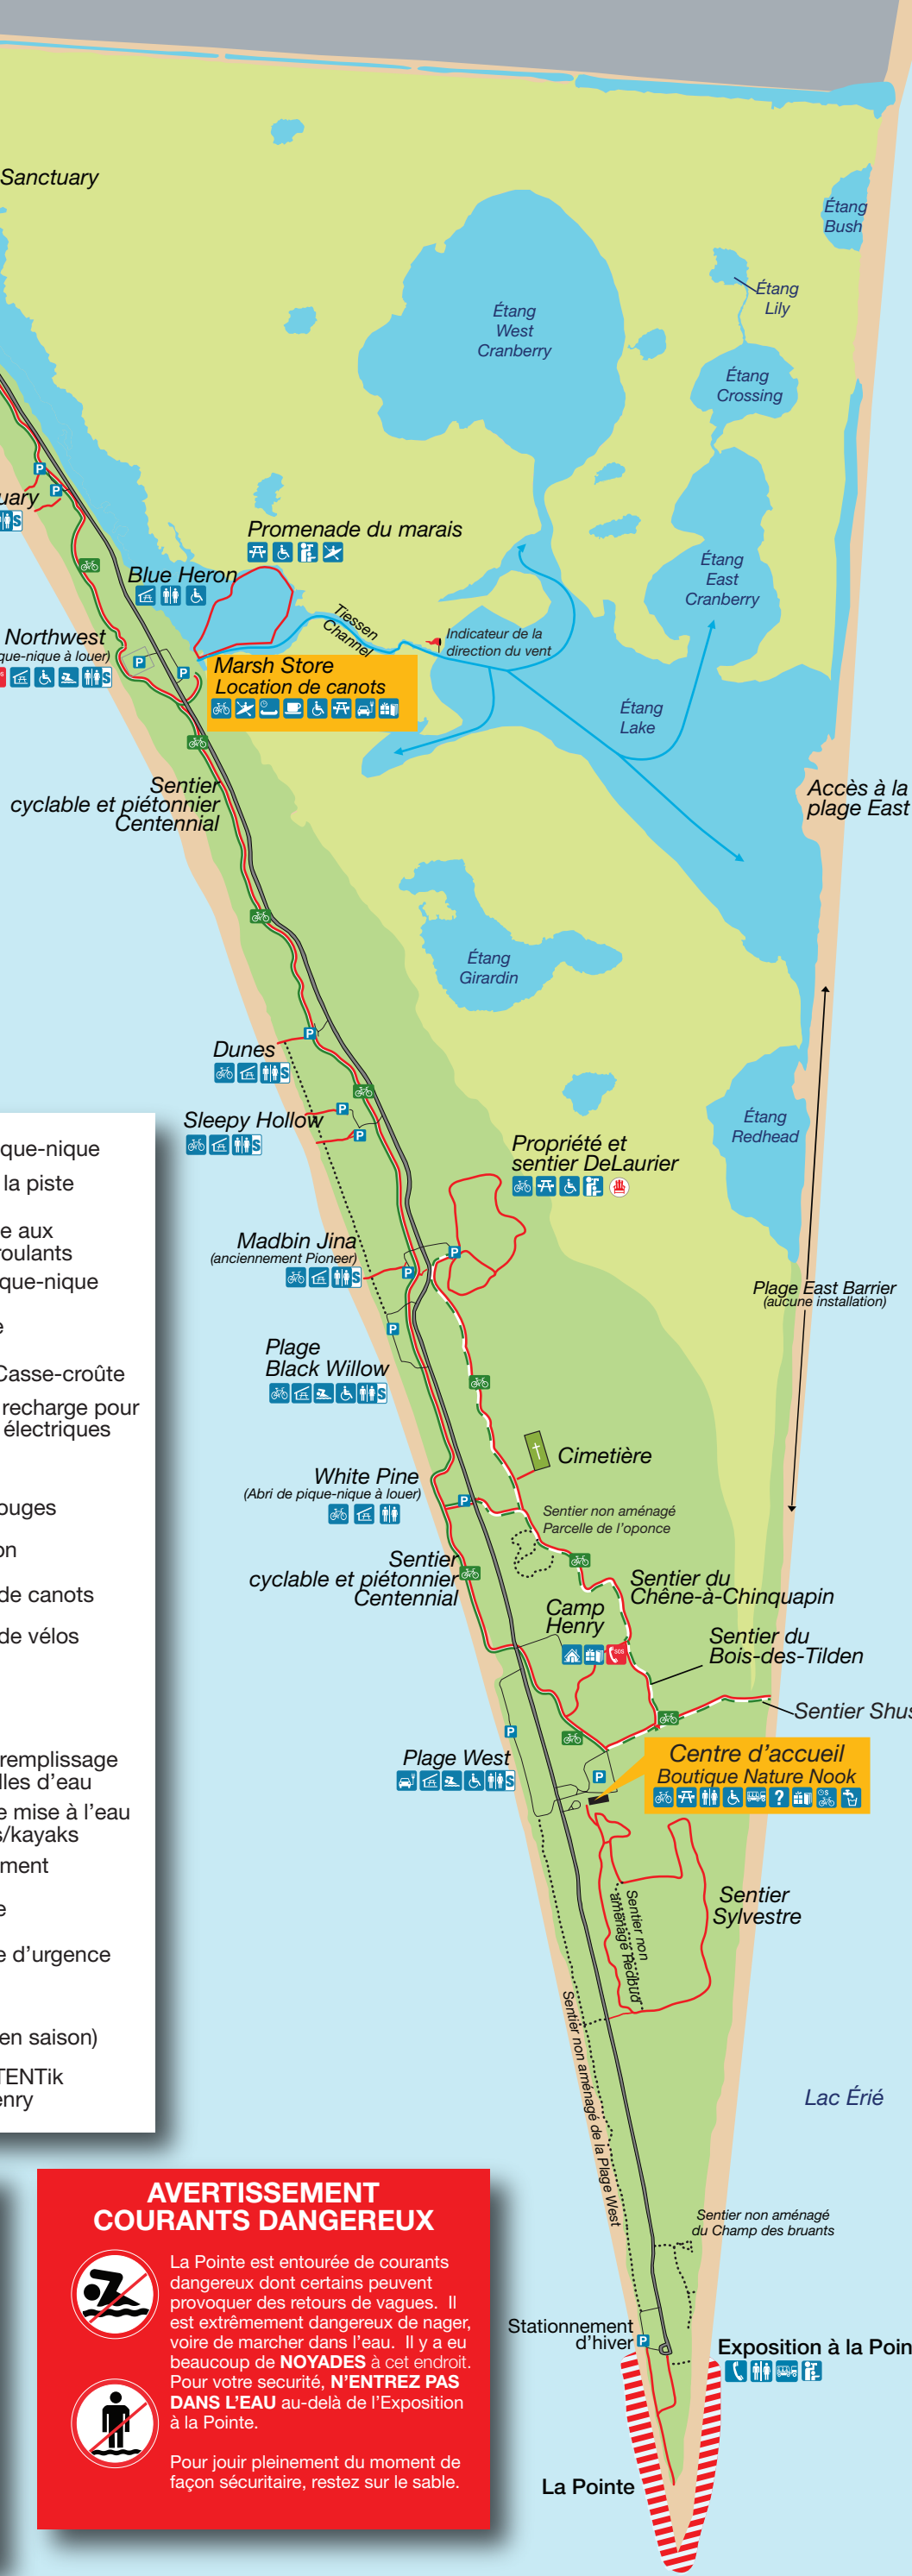 Sanctuary
Étang
Bush
Étang
Lily
Étang
West
Cranberry
Étang
Crossing
P
P
uary
S
Promenade du marais
Étang
East
Cranberry
Blue Heron
Tiessen
Channel
Indicateur de la
direction du vent
Northwest
que-nique à louer)
S
P
P
Marsh Store
Location de canots
Étang
Lake
Sentier
cyclable et piétonnier
Centennial
Accès à la
plage East
Étang
Girardin
P
Dunes
S
P
Sleepy Hollow
S
P
Étang
Redhead
Propriété et
sentier DeLaurier
que-nique
la piste
e aux
oulants
que-nique
e
Casse-croûte
recharge pour
électriques
ouges
on
de canots
de vélos
remplissage
lles d'eau
e mise à l'eau
s/kayaks
ment
e
e d'urgence
en saison)
TENTik
enry
Madbin Jina
(anciennement Pioneer)
S
P
P
P
Plage East Barrier
(aucune installation)
Plage
Black Willow
S
Cimetière
White Pine
(Abri de pique-nique à louer)
P
Sentier non aménagé
Parcelle de l'oponce
Sentier
cyclable et piétonnier
Centennial
Sentier du
Chêne-à-Chinquapin
Camp
Henry
SOS
Sentier du
Bois-des-Tilden
Sentier Shus
P
Plage West
S
P
Centre d'accueil
Boutique Nature Nook
?
Sentier
Sylvestre
Sentier non
aménagé Redbud
Sentier non aménagé de la Plage West
Lac Érié
Sentier non aménagé
du Champ des bruants
Stationnement
d'hiver
P
Exposition à la Poin
La Pointe
AVERTISSEMENT
COURANTS DANGEREUX
La Pointe est entourée de courants
dangereux dont certains peuvent
provoquer des retours de vagues. Il
est extrêmement dangereux de nager,
voire de marcher dans l'eau. Il y a eu
beaucoup de NOYADES à cet endroit.
Pour votre securité, N'ENTREZ PAS
DANS L'EAU au-delà de l'Exposition
à la Pointe.
Pour jouir pleinement du moment de
façon sécuritaire, restez sur le sable.